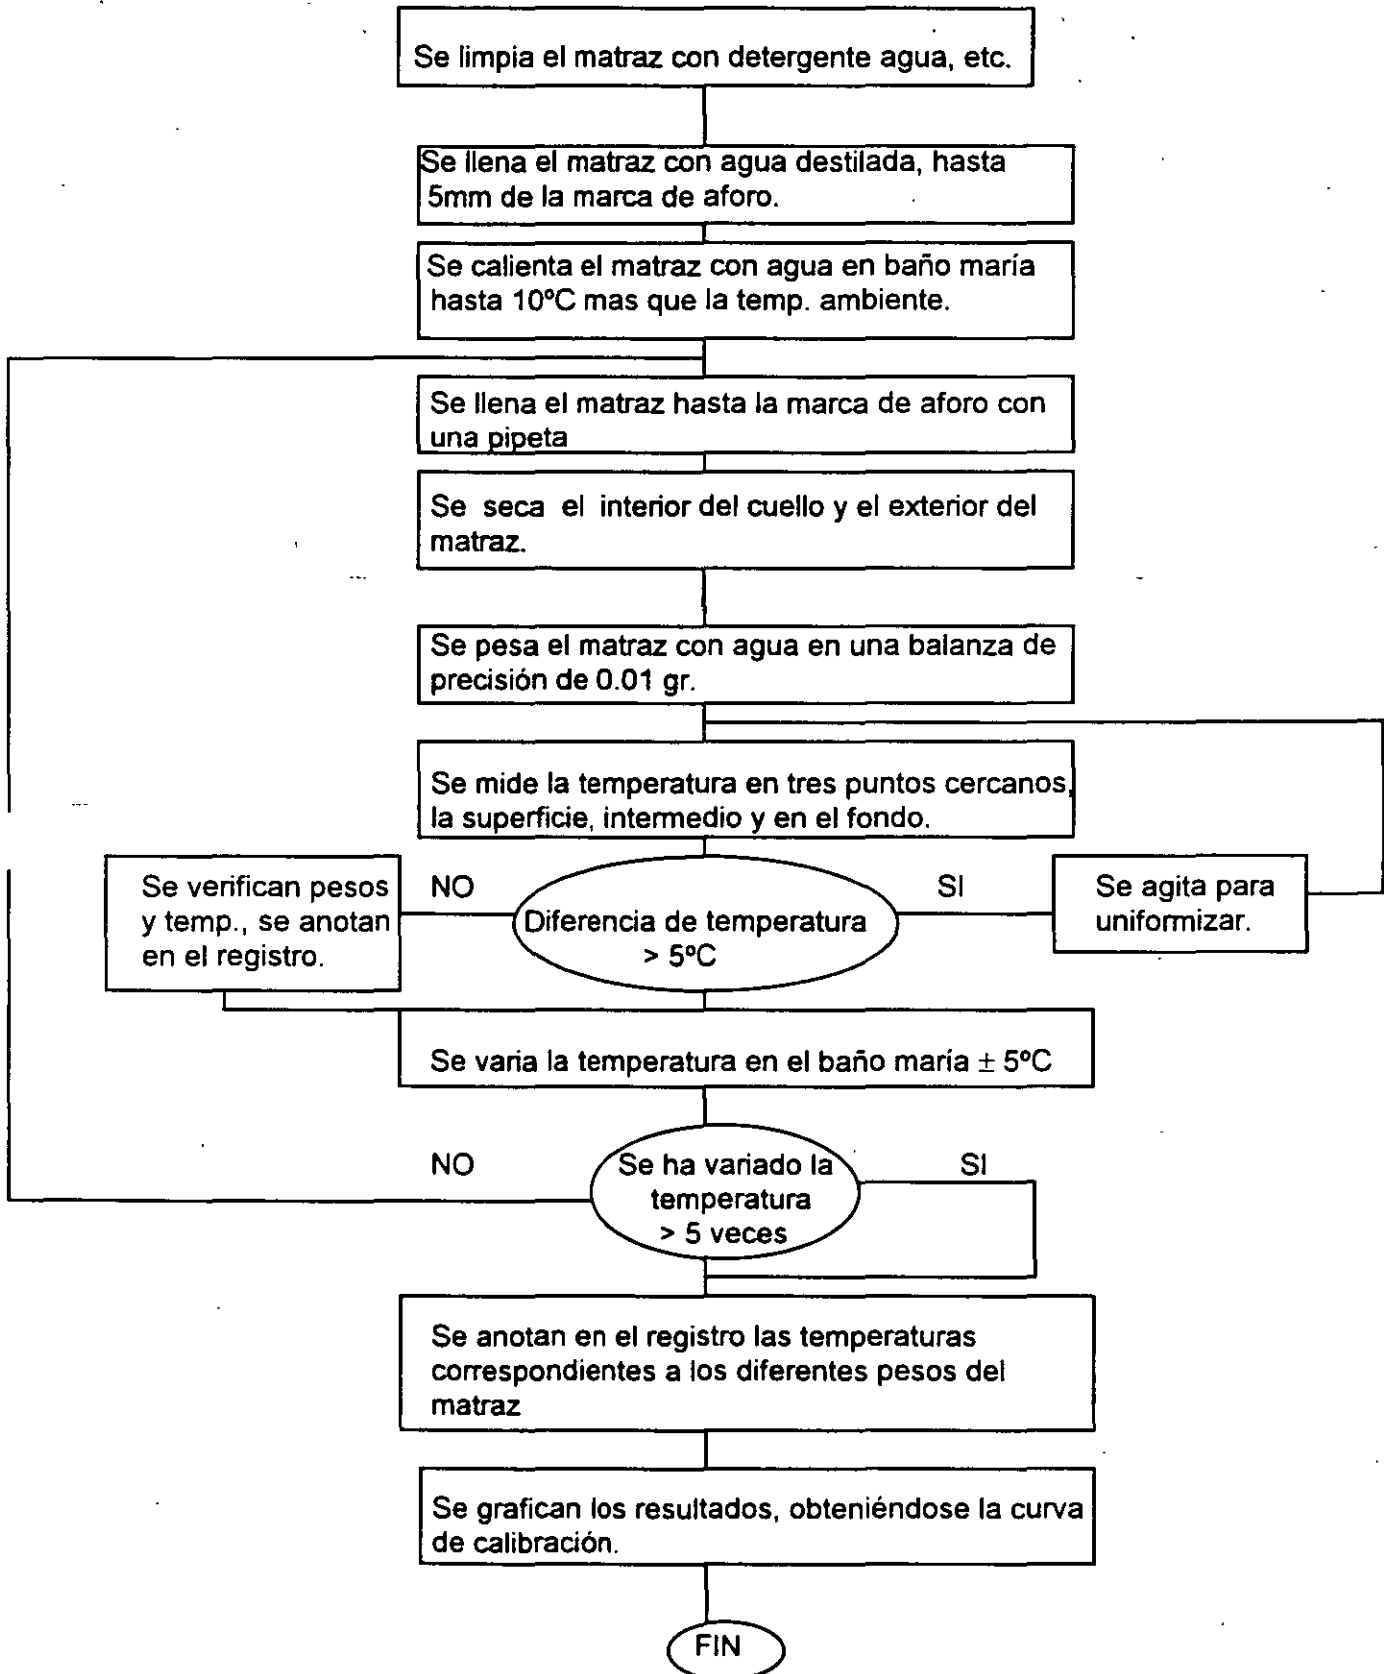 Se limpia el matraz con detergente agua, etc.
Se llena el matraz con agua destilada, hasta
5mm de la marca de aforo.
Se calienta el matraz con agua en baño maría
hasta 10ºC mas que la temp. ambiente.
Se llena el matraz hasta la marca de aforo con
una pipeta
Se seca el interior del cuello y el exterior del
matraz.
Se pesa el matraz con agua en una balanza de
precisión de 0.01 gr.
Se mide la temperatura en tres puntos cercanos,
la superficie, intermedio y en el fondo.
Se verifican pesos
y temp., se anotan
en el registro.
NO
Diferencia de temperatura
> 5ºC
SI
Se agita para
uniformizar.
Se varia la temperatura en el baño maría ± 5ºC
NO
Se ha variado la
temperatura
> 5 veces
SI
Se anotan en el registro las temperaturas
correspondientes a los diferentes pesos del
matraz
Se grafican los resultados, obteniéndose la curva
de calibración.
FIN